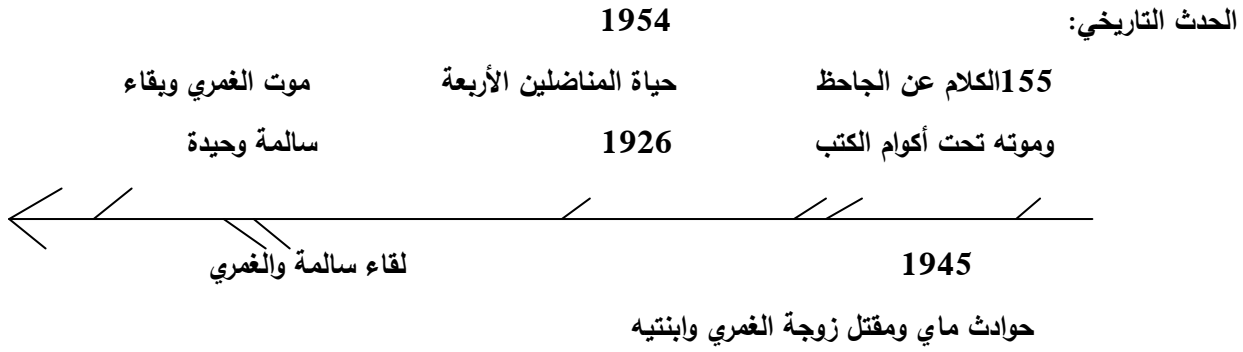 الحدث التاريخي: 1954
155الكلام عن الجاحظ حياة المناضلين الأربعة موت الغمري وبقاء
وموته تحت أكوام الكتب 1926 سالمة وحيدة
1945 لقاء سالمة والغمري
حوادث ماي ومقتل زوجة الغمري وابنتيه